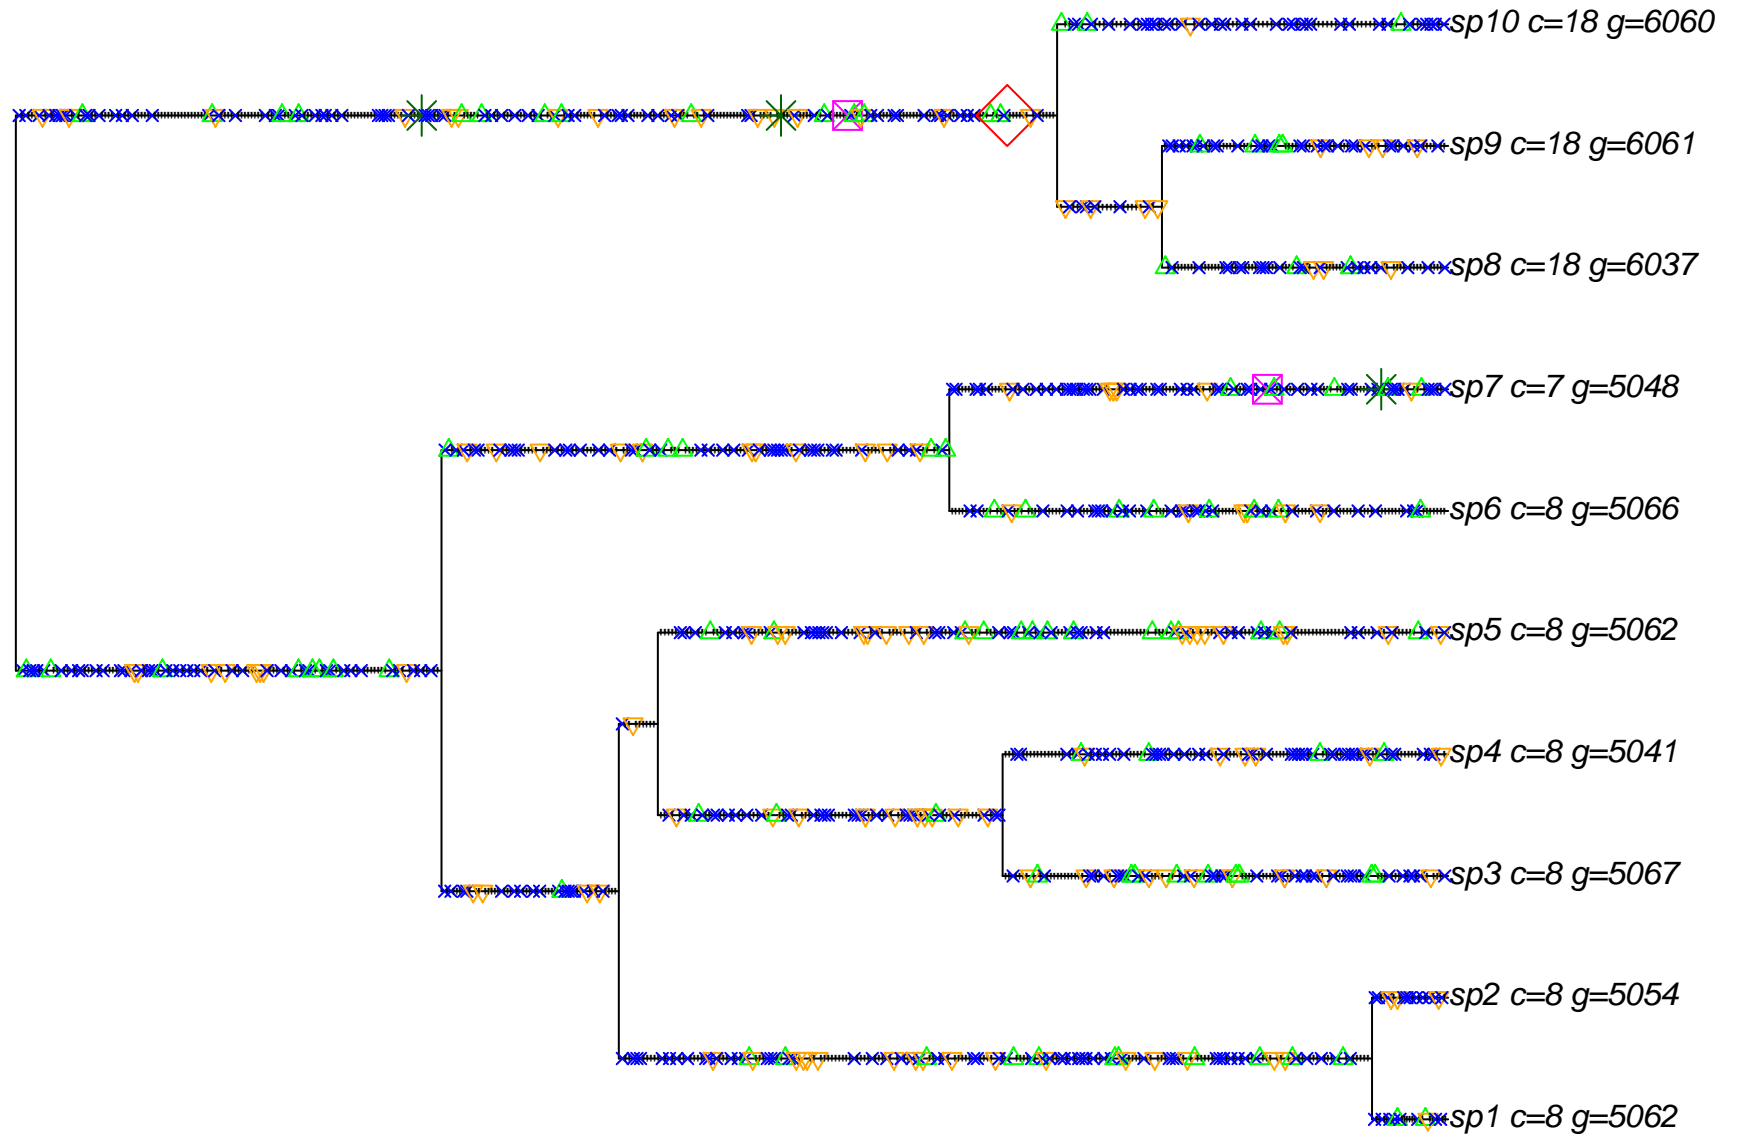 sp10 c=18 g=6060
sp9 c=18 g=6061
sp8 c=18 g=6037
sp7 c=7 g=5048
sp6 c=8 g=5066
sp5 c=8 g=5062
sp4 c=8 g=5041
sp3 c=8 g=5067
sp2 c=8 g=5054
sp1 c=8 g=5062